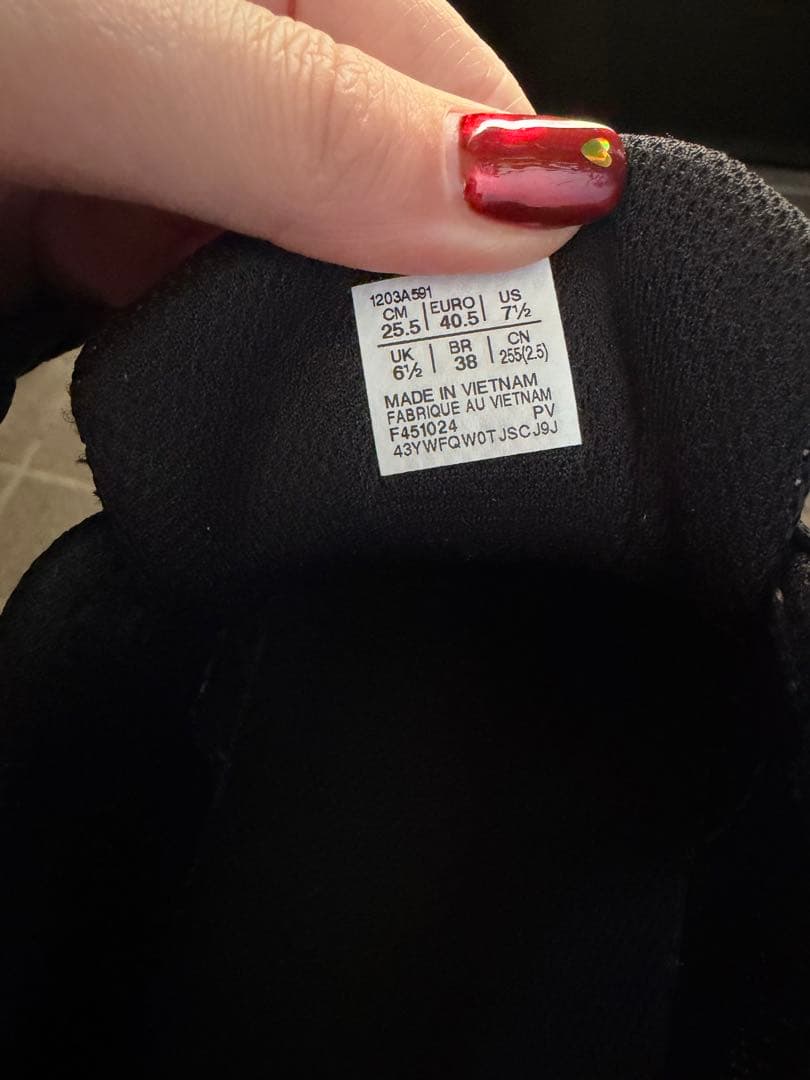 1203A591
CM | EURO | US
25.5 | 40.5 | 7½
UK | BR | CN
6½ | 38 | 255(2.5)
MADE IN VIETNAM
FABRIQUE AU VIETNAM
F451024 PV
43YWFQW0TJSCJ9J